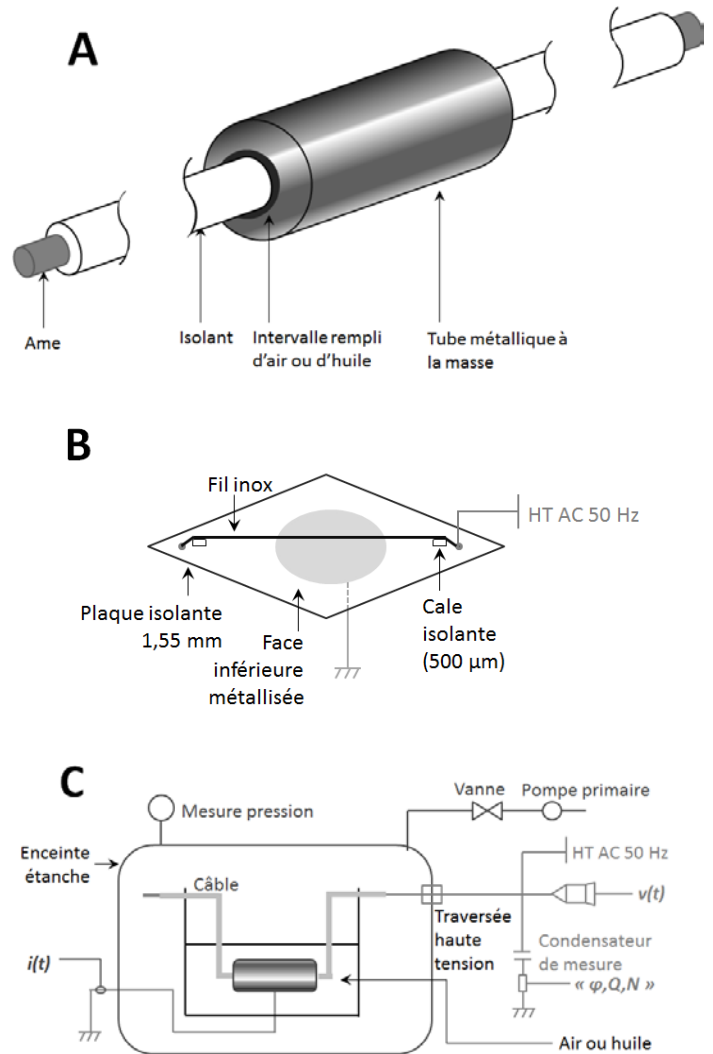 A
Ame
Isolant
Intervalle rempli
d’air ou d’huile
Tube métallique à
la masse
B
Fil inox
HT AC 50 Hz
Plaque isolante
1,55 mm
Face
inférieure
métallisée
Cale
isolante
(500 µm)
C
Mesure pression
Vanne
Pompe primaire
Enceinte
étanche
HT AC 50 Hz
Câble
v(t)
Traversée
haute
tension
Condensateur
de mesure
i(t)
« φ,Q,N »
Air ou huile